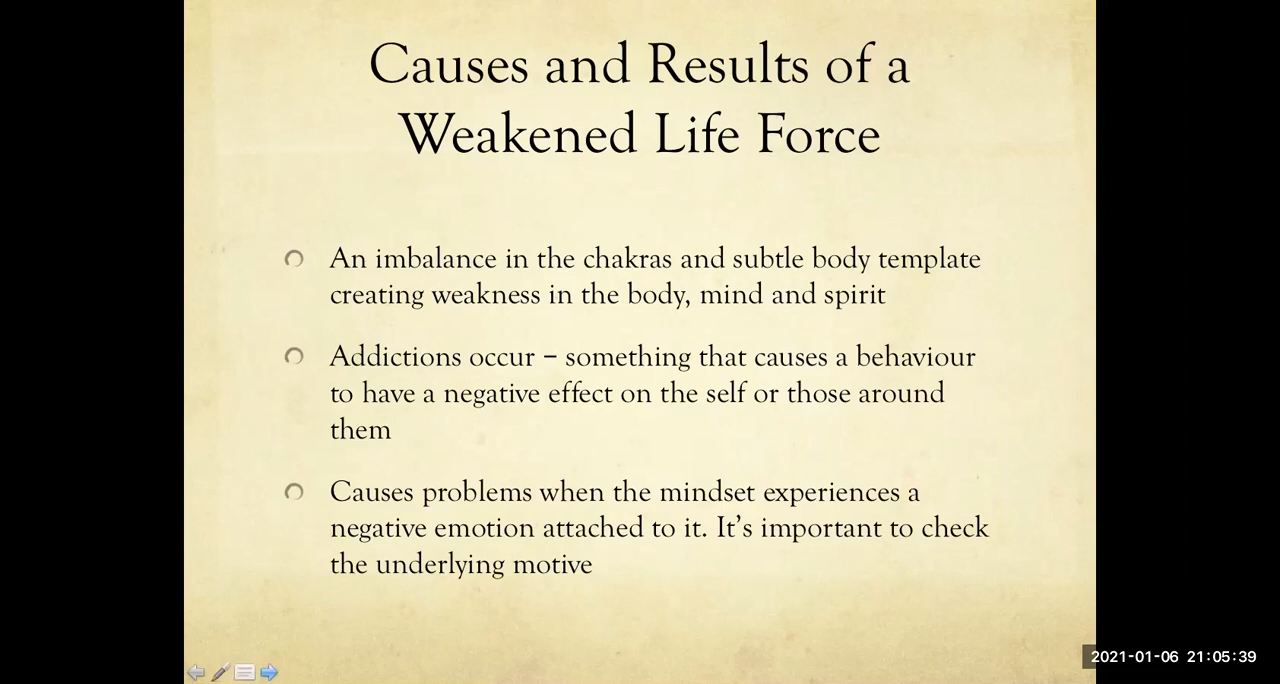 Causes and Results of a
Weakened Life Force
An imbalance in the chakras and subtle body template
creating weakness in the body, mind and spirit
Addictions occur – something that causes a behaviour
to have a negative effect on the self or those around
them
Causes problems when the mindset experiences a
negative emotion attached to it. It’s important to check
the underlying motive
2021-01-06 21:05:39